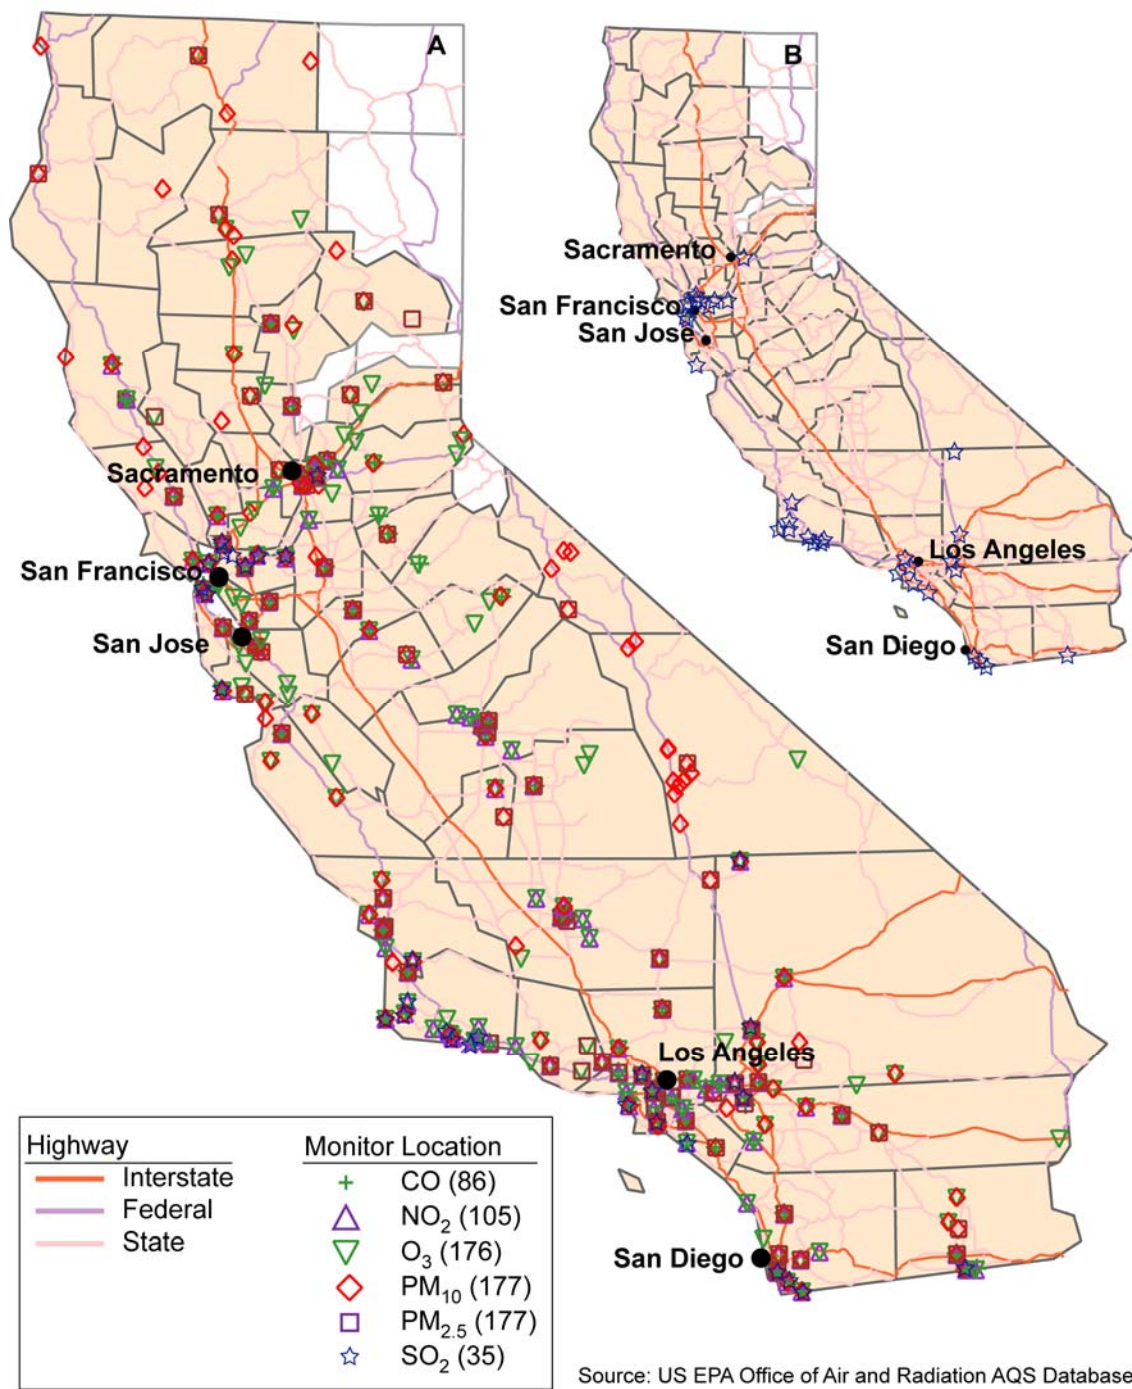 A
B
Sacramento
San Francisco
San Jose
Los Angeles
San Diego
Sacramento
San Francisco
San Jose
Los Angeles
San Diego
Highway
Interstate
Federal
State
Monitor Location
CO (86)
NO₂ (105)
O₃ (176)
PM₁₀ (177)
PM₂.₅ (177)
SO₂ (35)
Source: US EPA Office of Air and Radiation AQS Database